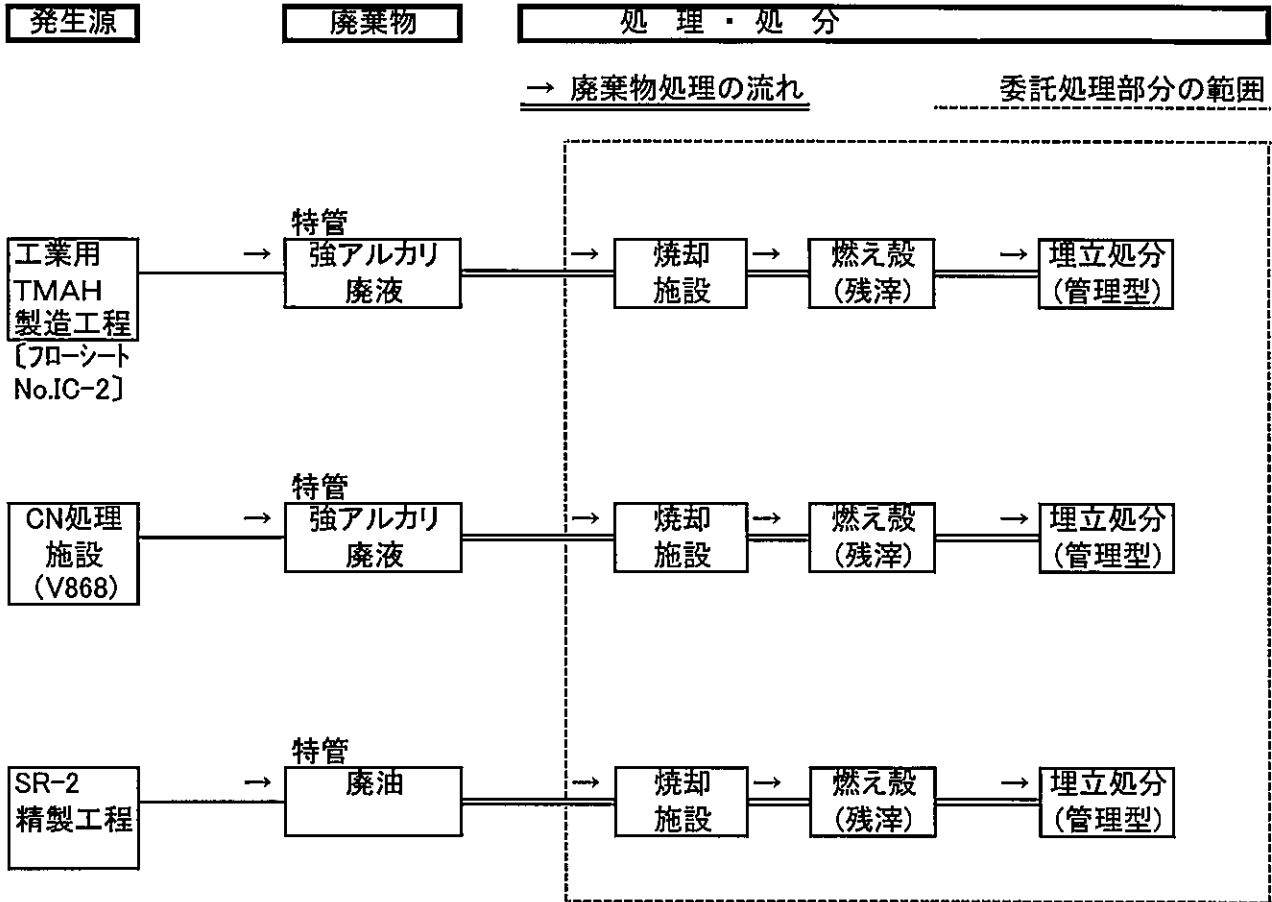 発生源
廃棄物
処 理 ・ 処 分
→ 廃棄物処理の流れ
委託処理部分の範囲
工業用
TMAH
製造工程
〔フローシート
No.IC-2〕
→
特管
強アルカリ
廃液
→
焼却
施設
→
燃え殻
(残滓)
→
埋立処分
(管理型)
CN処理
施設
(V868)
→
特管
強アルカリ
廃液
→
焼却
施設
→
燃え殻
(残滓)
→
埋立処分
(管理型)
SR-2
精製工程
→
特管
廃油
→
焼却
施設
→
燃え殻
(残滓)
→
埋立処分
(管理型)